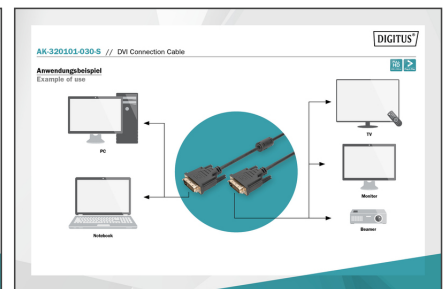 DIGITUS®
AK-320101-030-S // DVI Connection Cable
Anwendungsbeispiel
Example of use
PC
TV
Monitor
Notebook
Beamer